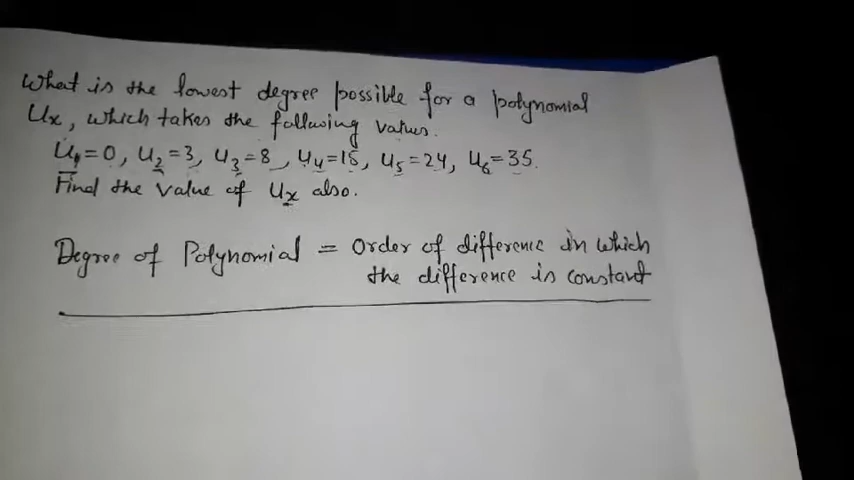 What is the lowest degree possible for a polynomial
Ux, which takes the following values.
U1=0, U2=3, U3=8, U4=15, U5=24, U6=35.
Find the value of Ux also.
Degree of Polynomial = Order of difference in which
the difference is constant